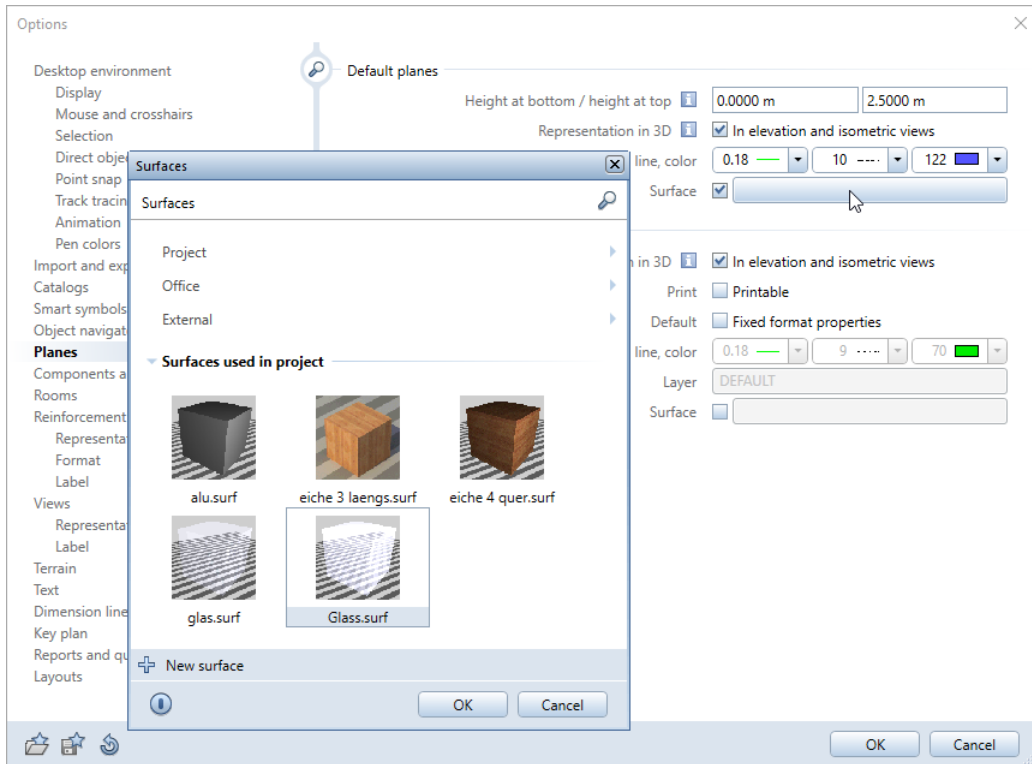 Options
Desktop environment
Display
Mouse and crosshairs
Selection
Direct obje
Point snap
Track tracin
Animation
Pen colors
Import and exp
Catalogs
Smart symbols
Object navigat
Planes
Components a
Rooms
Reinforcement
Representa
Format
Label
Views
Representa
Label
Terrain
Text
Dimension line
Key plan
Reports and qu
Layouts
Default planes
Height at bottom / height at top 0.0000 m 2.5000 m
Representation in 3D In elevation and isometric views
line, color 0.18 10 122
Surface
in 3D In elevation and isometric views
Print Printable
Default Fixed format properties
line, color 0.18 9 70
Layer DEFAULT
Surface
Surfaces
Surfaces
Project
Office
External
Surfaces used in project
alu.surf eiche 3 laengs.surf eiche 4 quer.surf
glas.surf Glass.surf
New surface
OK Cancel
OK Cancel